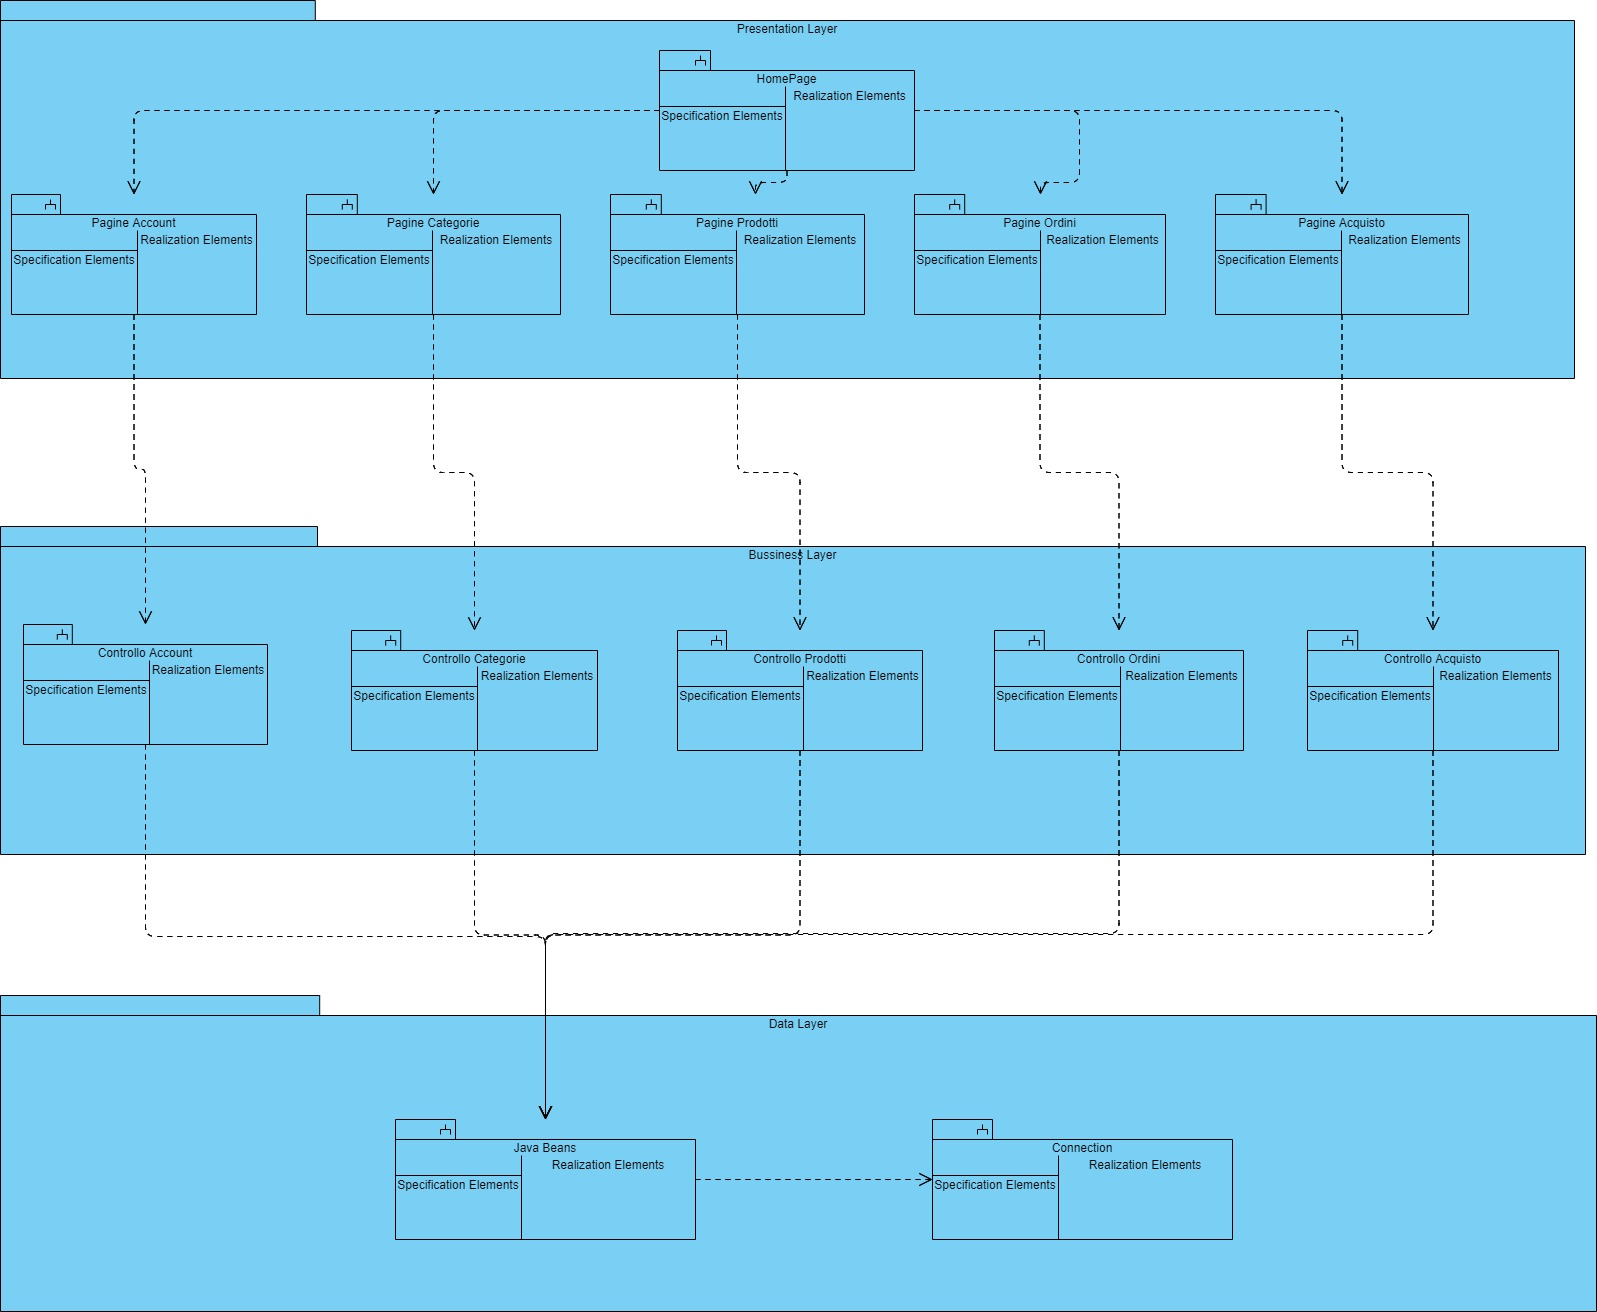 Presentation Layer
HomePage
Realization Elements
Specification Elements
Pagine Account
Realization Elements
Specification Elements
Pagine Categorie
Realization Elements
Specification Elements
Pagine Prodotti
Realization Elements
Specification Elements
Pagine Ordini
Realization Elements
Specification Elements
Pagine Acquisto
Realization Elements
Specification Elements
Bussiness Layer
Controllo Account
Realization Elements
Specification Elements
Controllo Categorie
Realization Elements
Specification Elements
Controllo Prodotti
Realization Elements
Specification Elements
Controllo Ordini
Realization Elements
Specification Elements
Controllo Acquisto
Realization Elements
Specification Elements
Data Layer
Java Beans
Realization Elements
Specification Elements
Connection
Realization Elements
Specification Elements